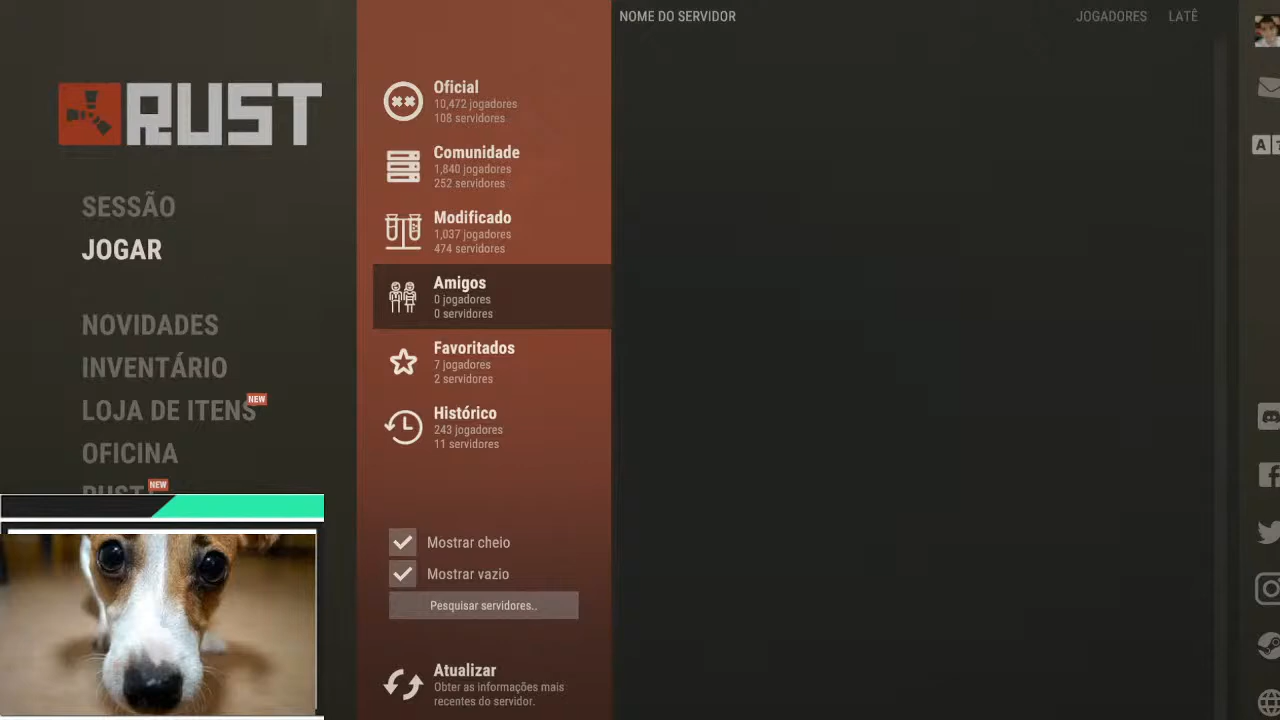 RUST
SESSÃO
JOGAR
NOVIDADES
INVENTÁRIO
LOJA DE ITENS
NEW
OFICINA
RUST+
NEW
Oficial
10,472 jogadores
108 servidores
Comunidade
1,840 jogadores
252 servidores
Modificado
1,037 jogadores
474 servidores
Amigos
0 jogadores
0 servidores
Favoritados
7 jogadores
2 servidores
Histórico
243 jogadores
11 servidores
Mostrar cheio
Mostrar vazio
Pesquisar servidores..
Atualizar
Obter as informações mais
recentes do servidor.
NOME DO SERVIDOR
JOGADORES
LATÊ
A